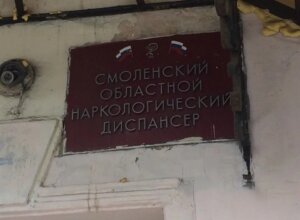 СМОЛЕНСКИЙ
ОБЛАСТНОЙ
НАРКОЛОГИЧЕСКИЙ
ДИСПАНСЕР